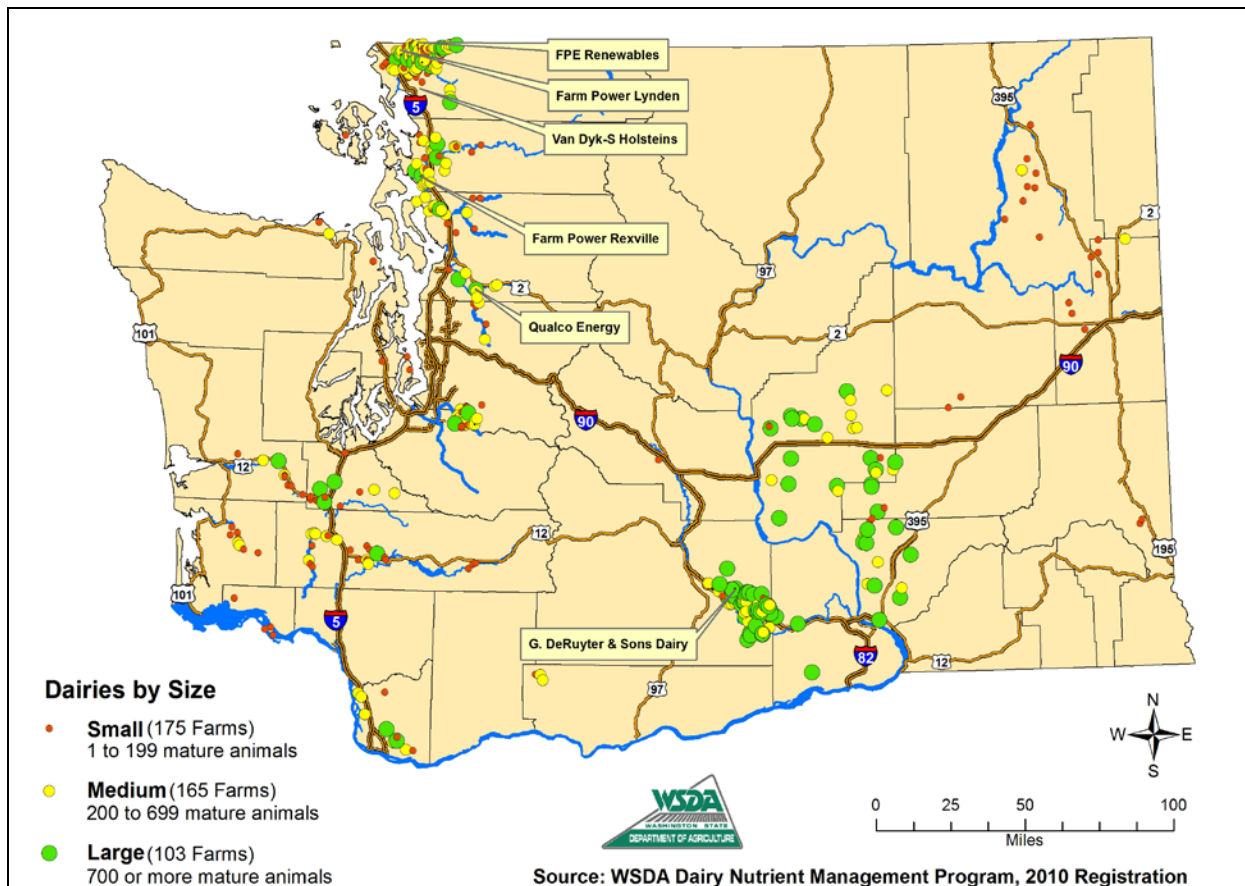 FPE Renewables
Farm Power Lynden
Van Dyk-S Holsteins
Farm Power Rexville
Qualco Energy
G. DeRuyter & Sons Dairy
5
395
2
97
2
101
2
90
90
12
12
395
195
101
5
82
12
97
Dairies by Size
Small (175 Farms)
1 to 199 mature animals
Medium (165 Farms)
200 to 699 mature animals
Large (103 Farms)
700 or more mature animals
WSDA
WASHINGTON STATE
DEPARTMENT OF AGRICULTURE
N
W E
S
0 25 50 100
Miles
Source: WSDA Dairy Nutrient Management Program, 2010 Registration